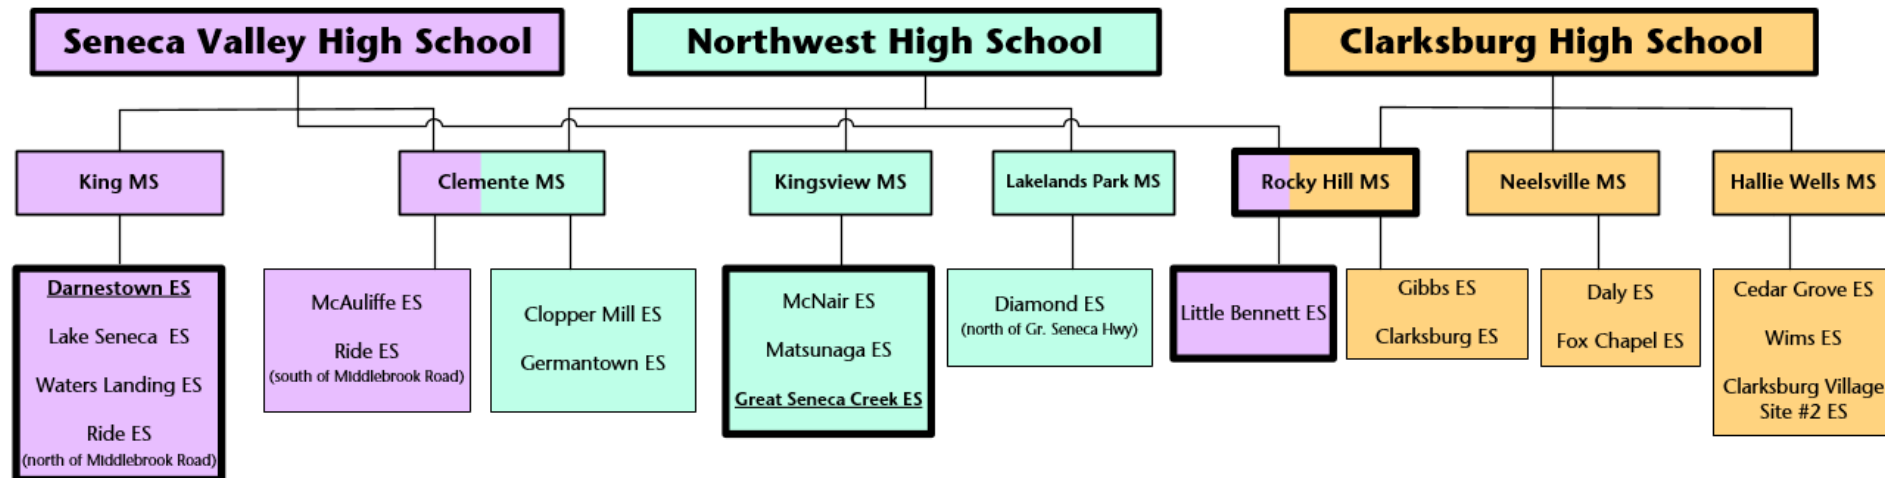 Seneca Valley High School
Northwest High School
Clarksburg High School
King MS
Clemente MS
Kingsview MS
Lakelands Park MS
Rocky Hill MS
Neelsville MS
Hallie Wells MS
Darnestown ES
Lake Seneca ES
Waters Landing ES
Ride ES
(north of Middlebrook Road)
McAuliffe ES
Ride ES
(south of Middlebrook Road)
Clopper Mill ES
Germantown ES
McNair ES
Matsunaga ES
Great Seneca Creek ES
Diamond ES
(north of Gr. Seneca Hwy)
Little Bennett ES
Gibbs ES
Clarksburg ES
Daly ES
Fox Chapel ES
Cedar Grove ES
Wims ES
Clarksburg Village
Site #2 ES